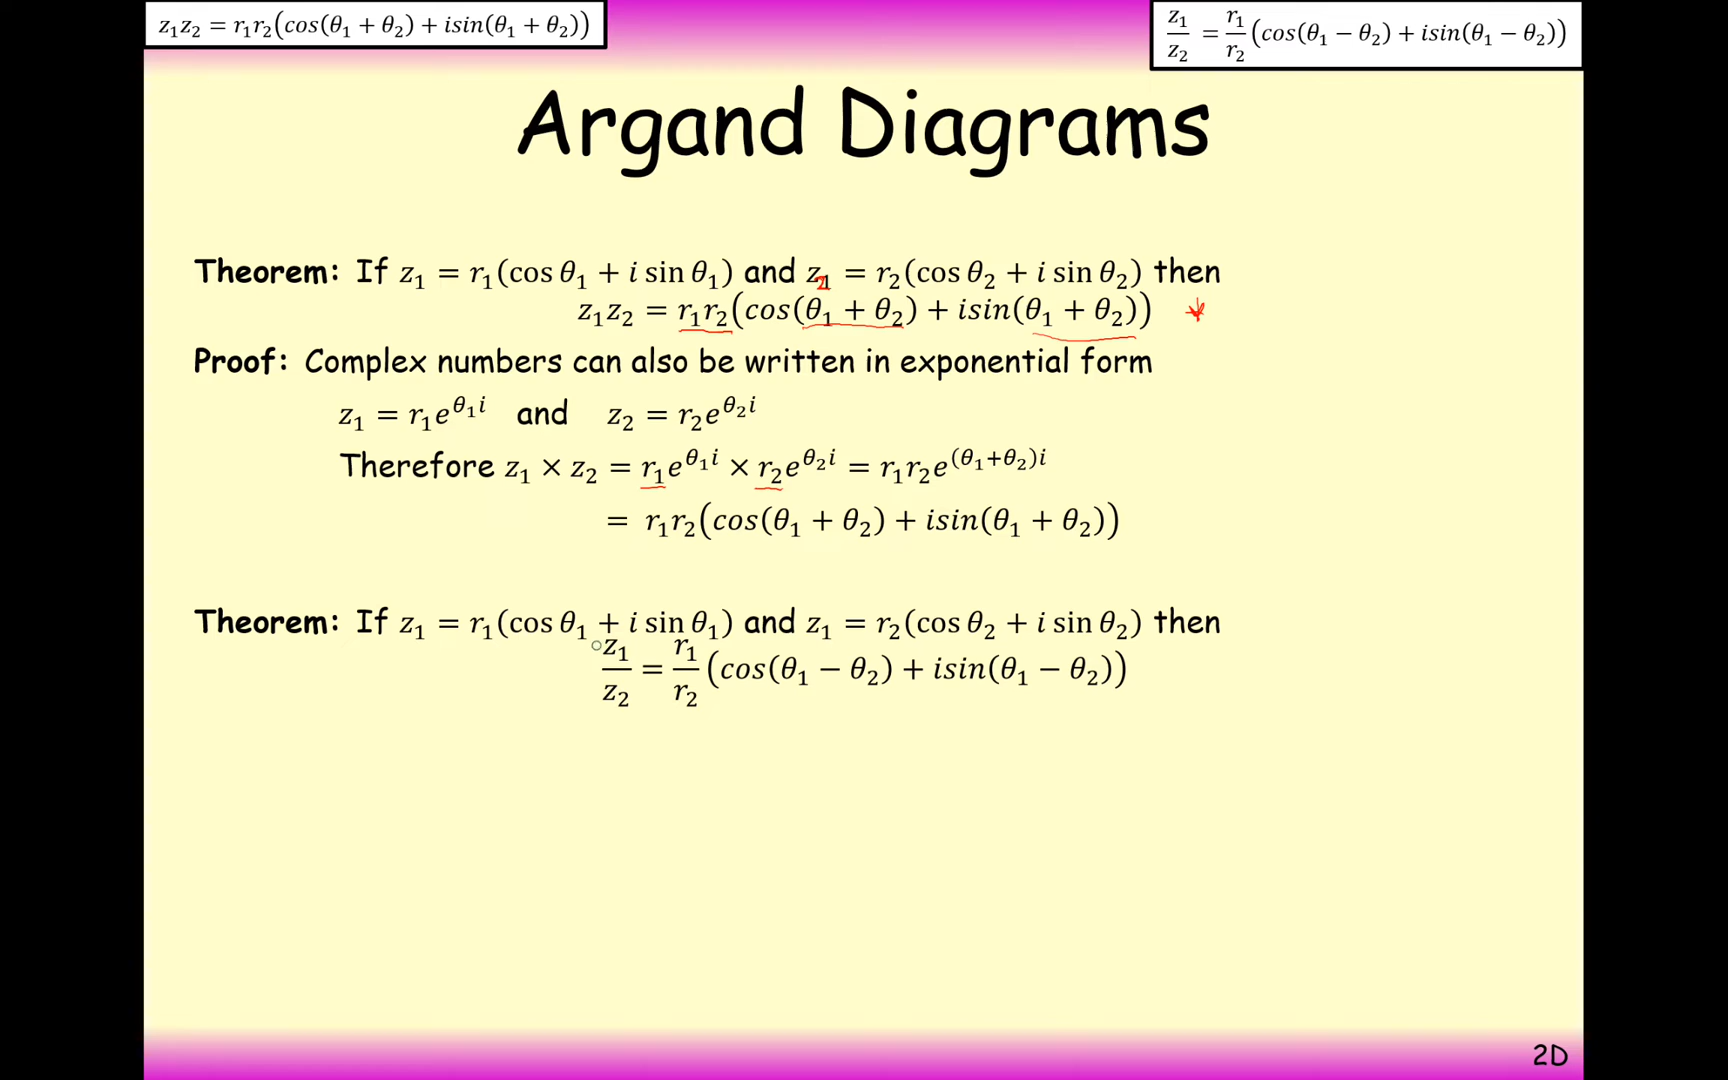 z₁z₂ = r₁r₂(cos(θ₁ + θ₂) + isin(θ₁ + θ₂))
z₁/z₂ = r₁/r₂ (cos(θ₁ − θ₂) + isin(θ₁ − θ₂))
Argand Diagrams
Theorem: If z₁ = r₁(cos θ₁ + i sin θ₁) and z₂ = r₂(cos θ₂ + i sin θ₂) then
z₁z₂ = r₁r₂(cos(θ₁ + θ₂) + isin(θ₁ + θ₂))
Proof: Complex numbers can also be written in exponential form
z₁ = r₁e^{θ₁i} and z₂ = r₂e^{θ₂i}
Therefore z₁ × z₂ = r₁e^{θ₁i} × r₂e^{θ₂i} = r₁r₂e^{(θ₁+θ₂)i}
= r₁r₂(cos(θ₁ + θ₂) + isin(θ₁ + θ₂))
Theorem: If z₁ = r₁(cos θ₁ + i sin θ₁) and z₁ = r₂(cos θ₂ + i sin θ₂) then
z₁/z₂ = r₁/r₂ (cos(θ₁ − θ₂) + isin(θ₁ − θ₂))
2D